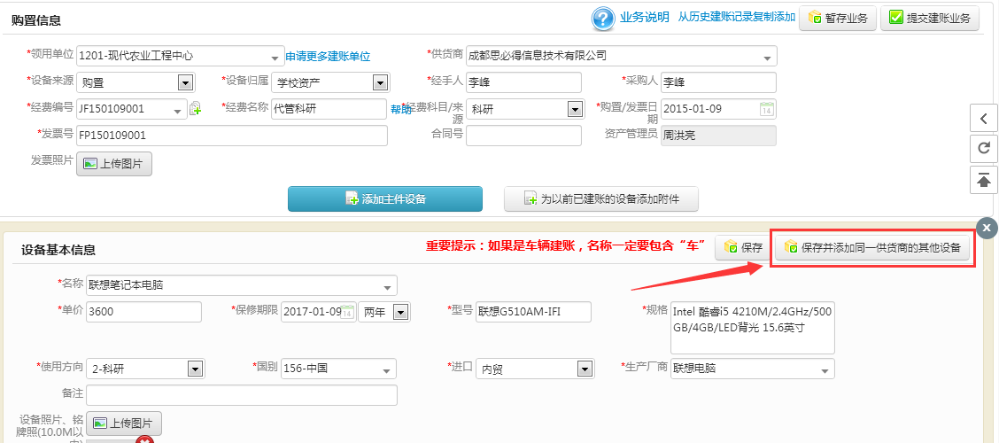 购置信息 业务说明 从历史建账记录复制添加 暂存业务 提交建账业务
*领用单位 1201-现代农业工程中心 申请更多建账单位 *供货商 成都思必得信息技术有限公司
*设备来源 购置 *设备归属 学校资产 *经手人 李峰 *采购人 李峰
*经费编号 JF150109001 *经费名称 代管科研 帮助 *经费科目/来源 科研 *购置/发票日期 2015-01-09 14
*发票号 FP150109001 合同号 资产管理员 周洪亮
发票照片 上传图片
添加主件设备 为以前已建账的设备添加附件
设备基本信息 重要提示：如果是车辆建账，名称一定要包含“车” 保存 保存并添加同一供货商的其他设备
*名称 联想笔记本电脑
*单价 3600 *保修期限 2017-01-09 14 两年 *型号 联想G510AM-IFI *规格 Intel 酷睿i5 4210M/2.4GHz/500
GB/4GB/LED背光 15.6英寸
*使用方向 2-科研 *国别 156-中国 *进口 内贸 *生产厂商 联想电脑
备注
设备照片、铭 上传图片
牌照(10.0M以